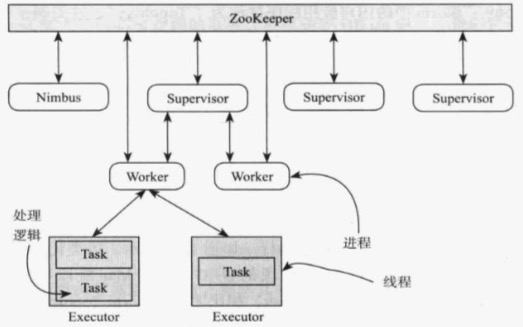 ZooKeeper
Nimbus
Supervisor
Supervisor
Supervisor
Worker
Worker
处理
逻辑
进程
Task
Task
Task
线程
Executor
Executor